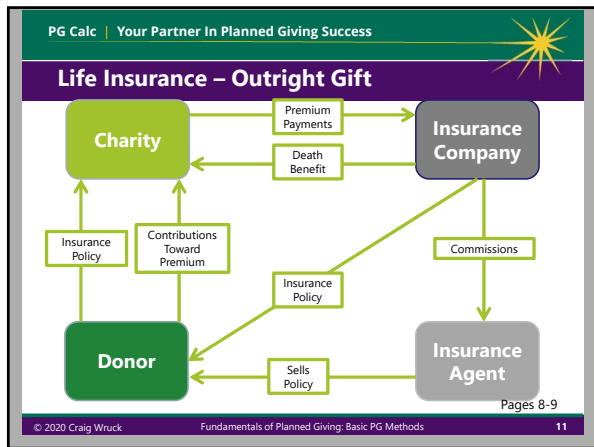 PG Calc | Your Partner In Planned Giving Success
Life Insurance – Outright Gift
Charity
Premium
Payments
Insurance
Company
Death
Benefit
Insurance
Policy
Contributions
Toward
Premium
Commissions
Insurance
Policy
Donor
Sells
Policy
Insurance
Agent
Pages 8-9
© 2020 Craig Wruck
Fundamentals of Planned Giving: Basic PG Methods
11